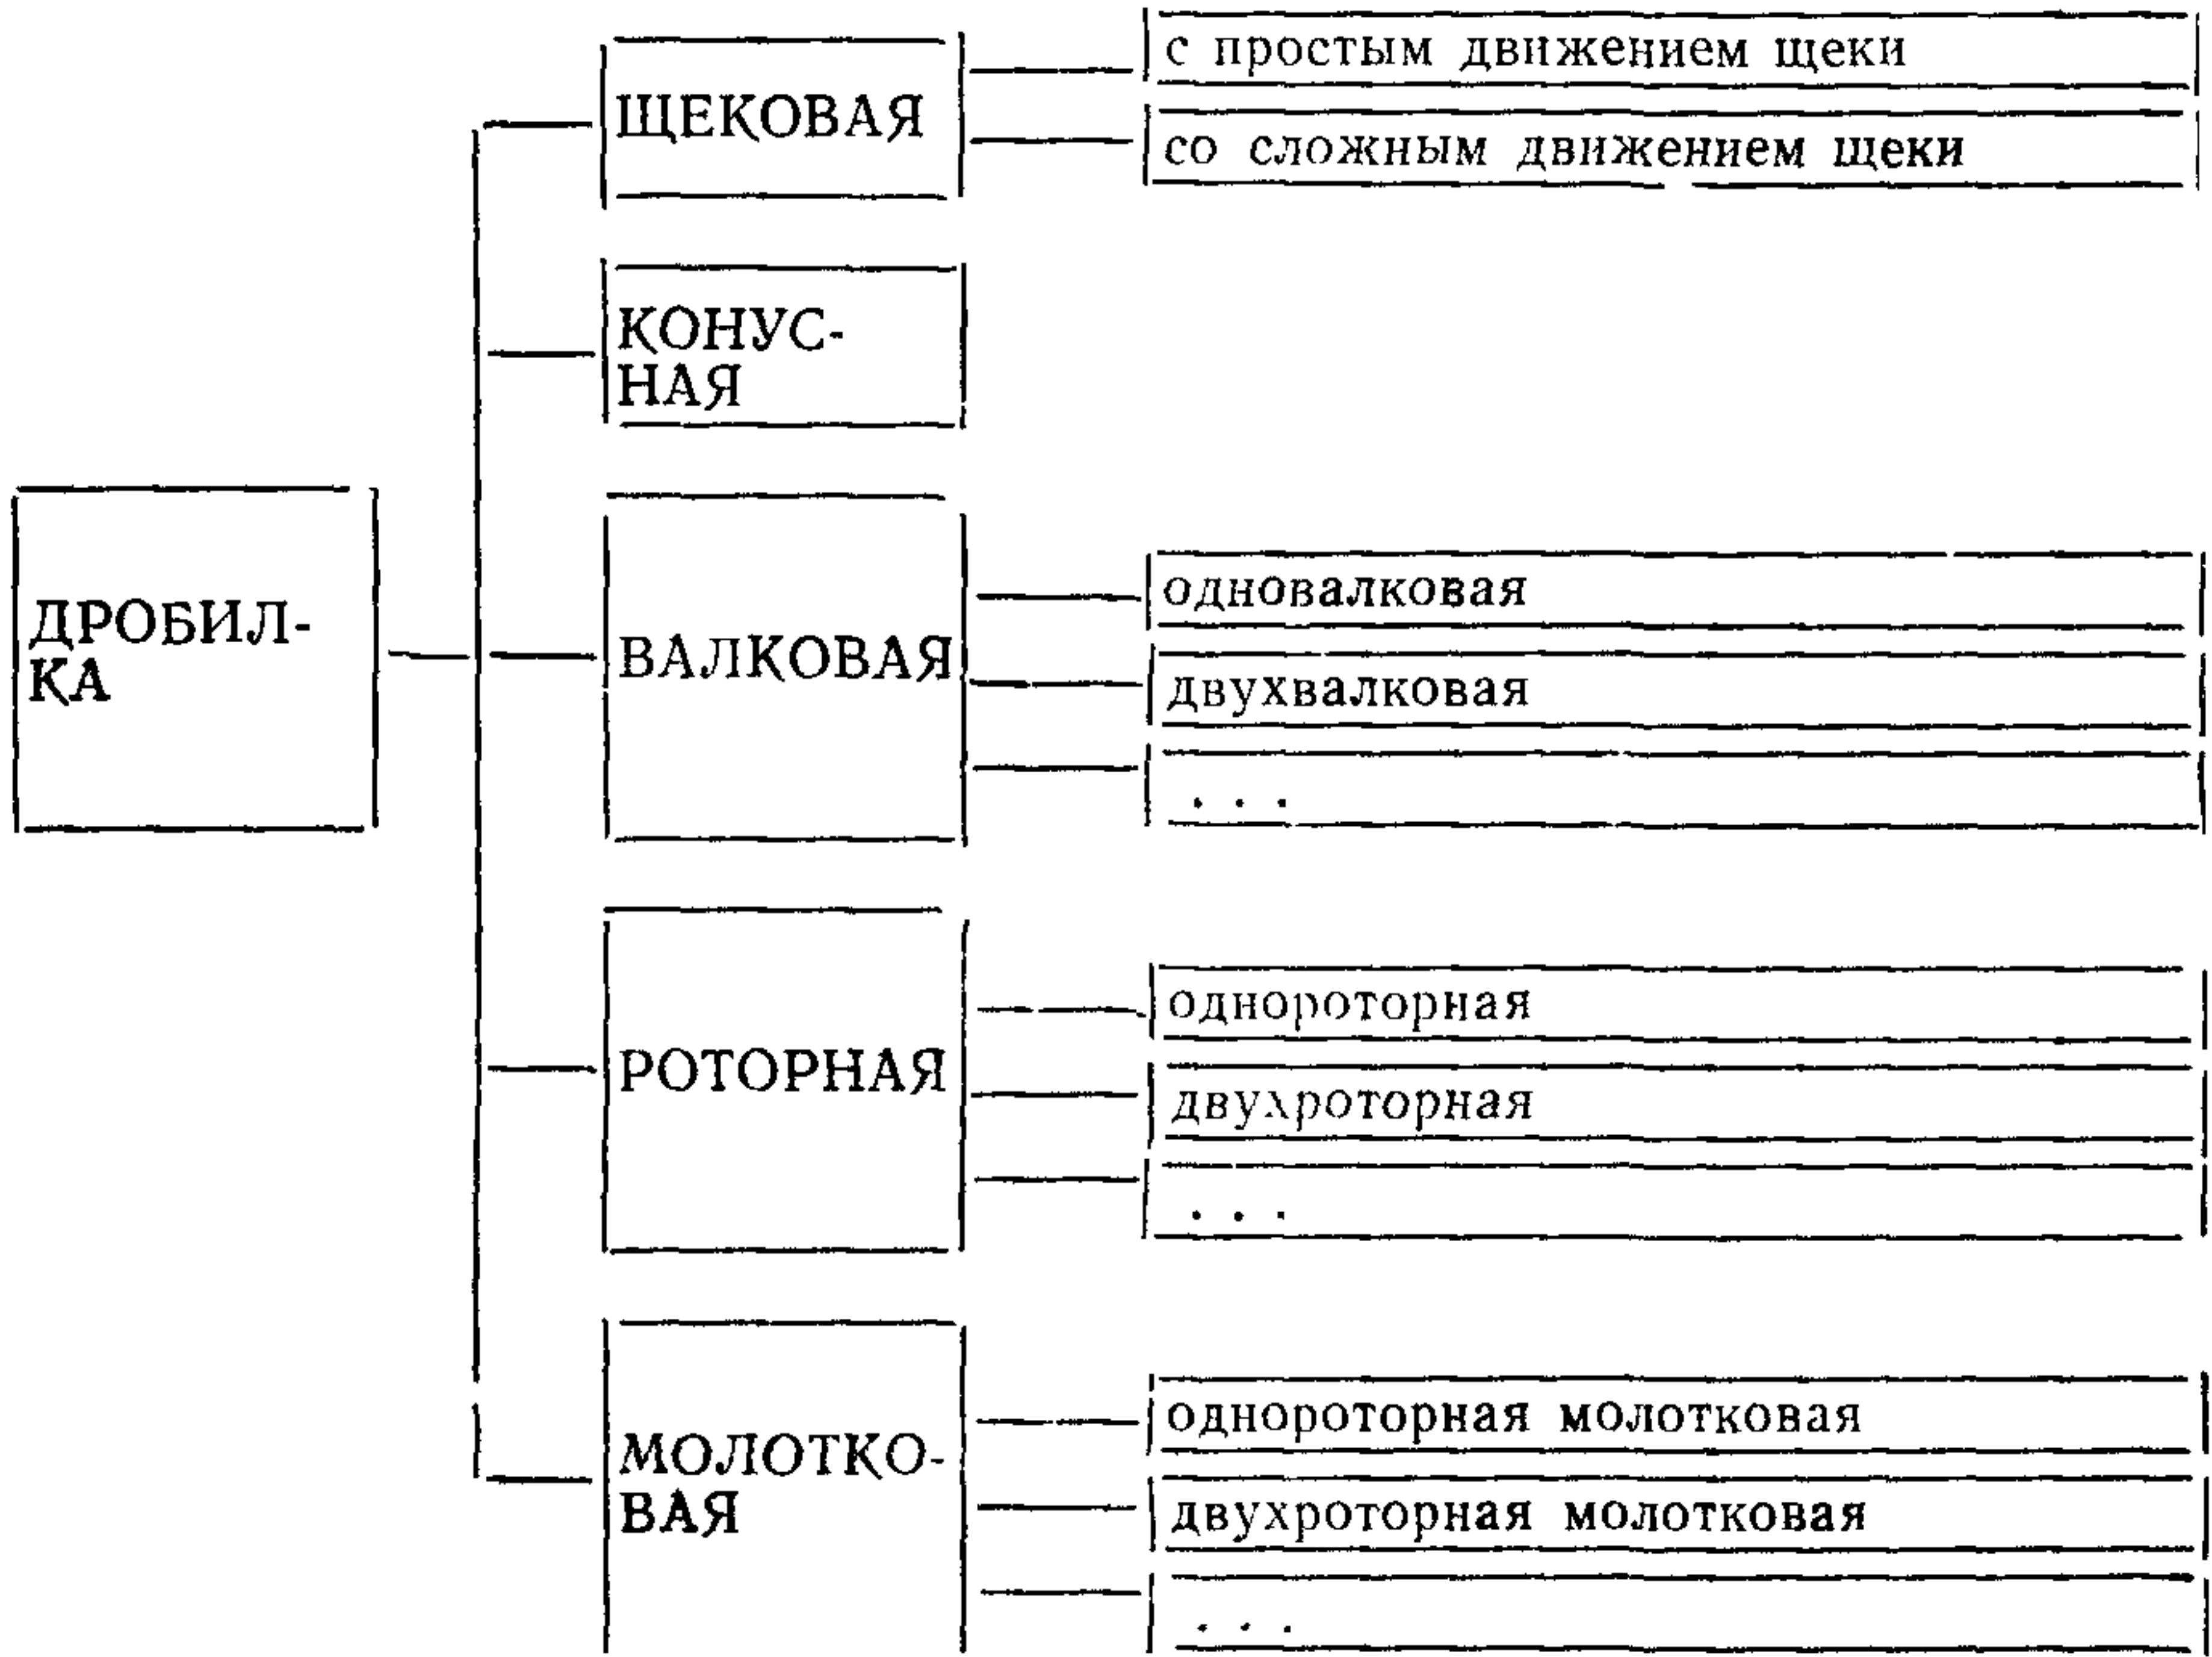 ДРОБИЛ-
КА
ЩЕКОВАЯ
с простым движением щеки
со сложным движением щеки
КОНУС-
НАЯ
ВАЛКОВАЯ
одновалковая
двухвалковая
. . .
РОТОРНАЯ
однороторная
двухроторная
. . .
МОЛОТКО-
ВАЯ
однороторная молотковая
двухроторная молотковая
. . .